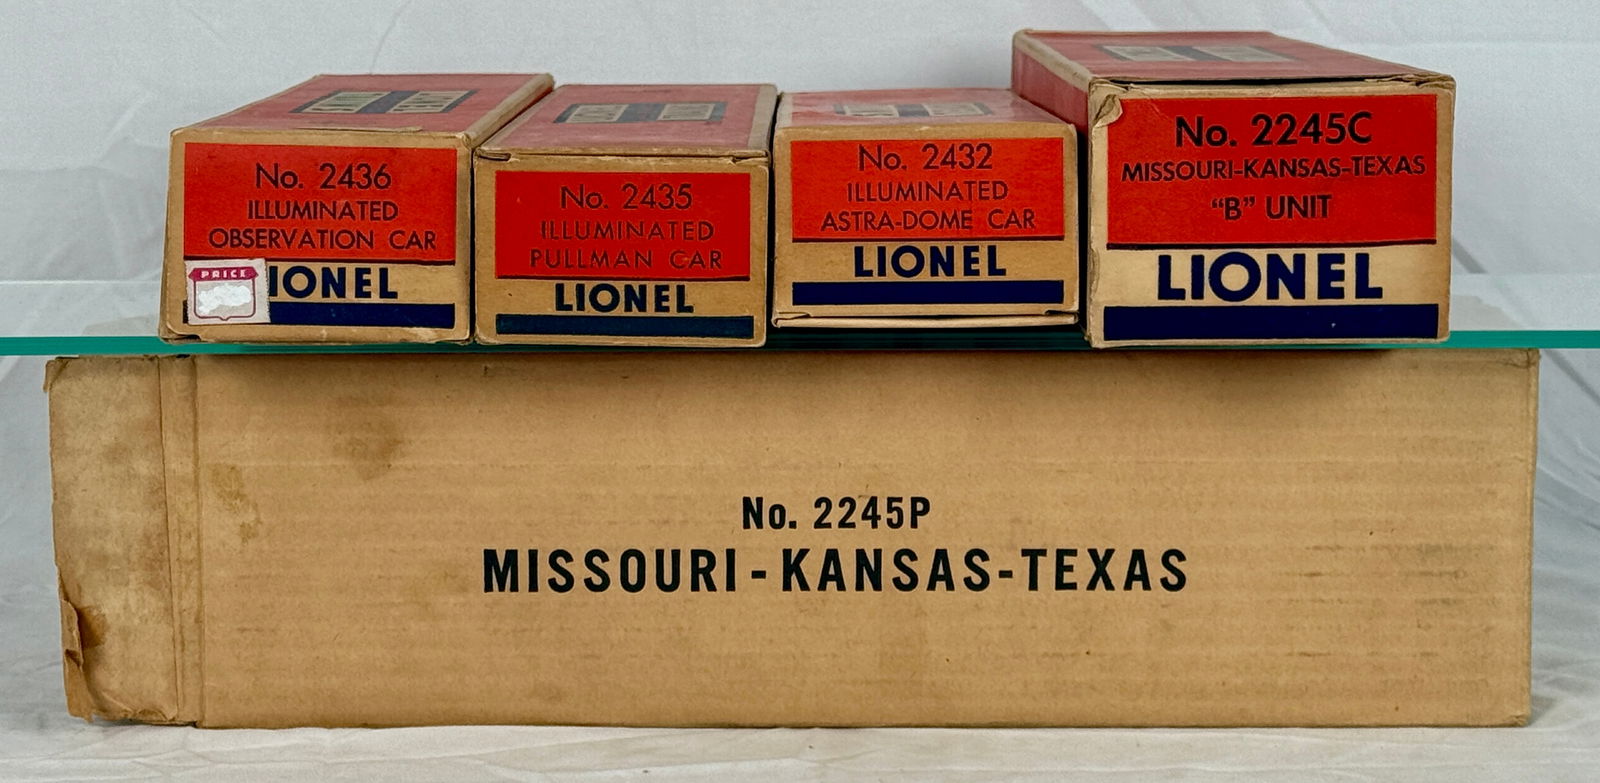 No. 2436
ILLUMINATED
OBSERVATION CAR
PRICE
IONEL
No. 2435
ILLUMINATED
PULLMAN CAR
LIONEL
No. 2432
ILLUMINATED
ASTRA-DOME CAR
LIONEL
No. 2245C
MISSOURI-KANSAS-TEXAS
“B” UNIT
LIONEL
No. 2245P
MISSOURI-KANSAS-TEXAS